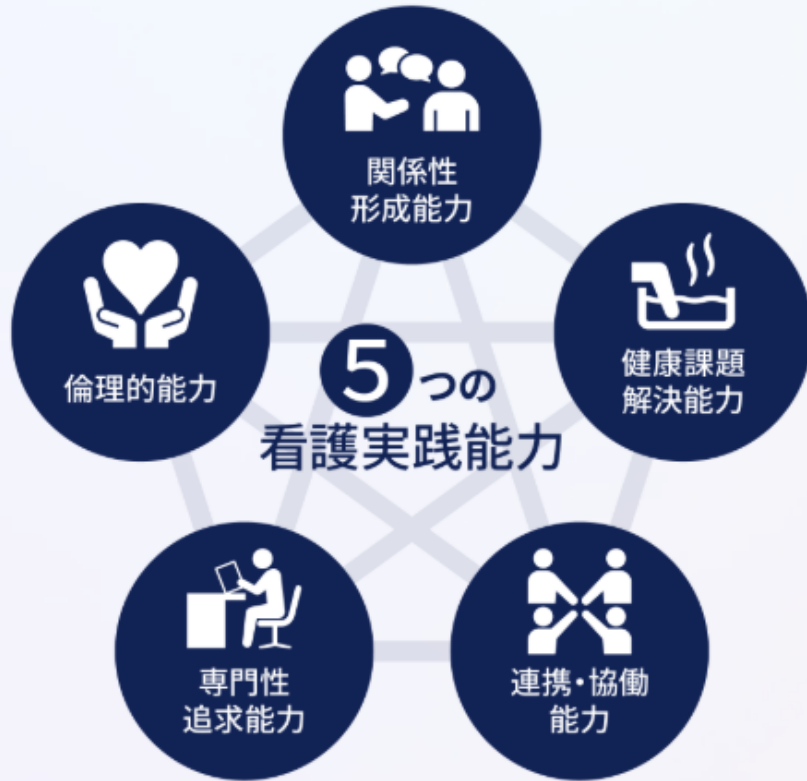 関係性
形成能力
倫理的能力
健康課題
解決能力
5つの
看護実践能力
専門性
追求能力
連携・協働
能力